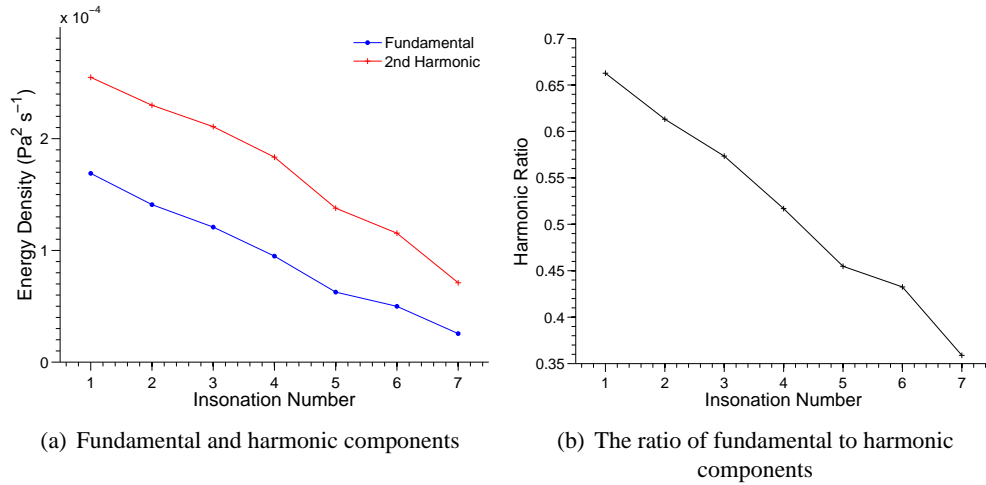 x 10⁻⁴
Fundamental
2nd Harmonic
Energy Density (Pa² s⁻¹)
2
1
0
1 2 3 4 5 6 7
Insonation Number
(a) Fundamental and harmonic components
0.7
0.65
0.6
0.55
0.5
0.45
0.4
0.35
Harmonic Ratio
1 2 3 4 5 6 7
Insonation Number
(b) The ratio of fundamental to harmonic
components